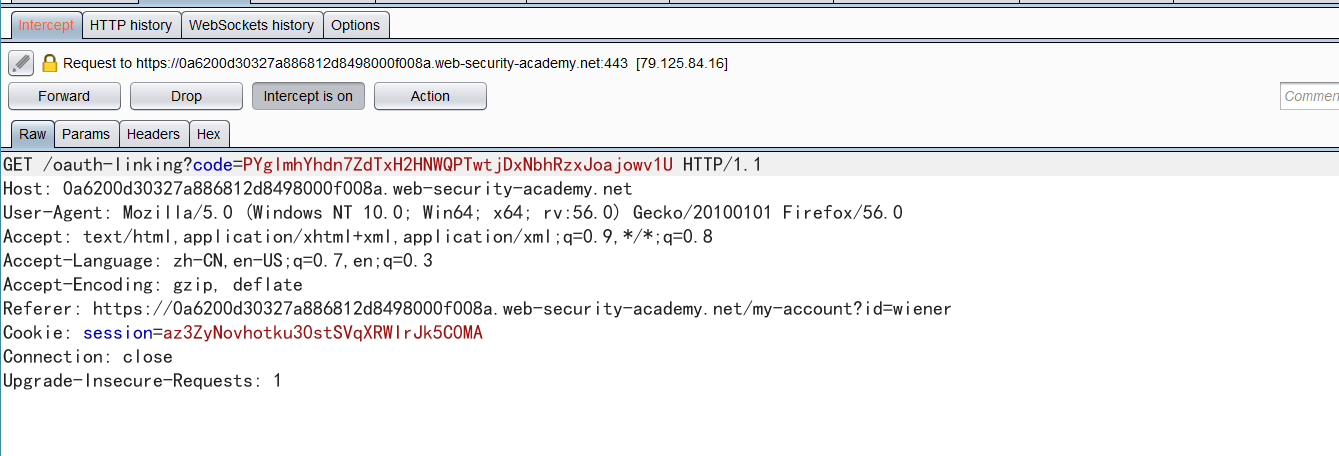 Intercept HTTP history WebSockets history Options
Request to https://0a6200d30327a886812d8498000f008a.web-security-academy.net:443 [79.125.84.16]
Forward Drop Intercept is on Action Commen
Raw Params Headers Hex
GET /oauth-linking?code=PYglmhYhdn7ZdTxH2HNWQPTwtjDxNbhRzxJoajowv1U HTTP/1.1
Host: 0a6200d30327a886812d8498000f008a.web-security-academy.net
User-Agent: Mozilla/5.0 (Windows NT 10.0; Win64; x64; rv:56.0) Gecko/20100101 Firefox/56.0
Accept: text/html,application/xhtml+xml,application/xml;q=0.9,*/*;q=0.8
Accept-Language: zh-CN,en-US;q=0.7,en;q=0.3
Accept-Encoding: gzip, deflate
Referer: https://0a6200d30327a886812d8498000f008a.web-security-academy.net/my-account?id=wiener
Cookie: session=az3ZyNovhotku3OstSVqXRWlrJk5COMA
Connection: close
Upgrade-Insecure-Requests: 1